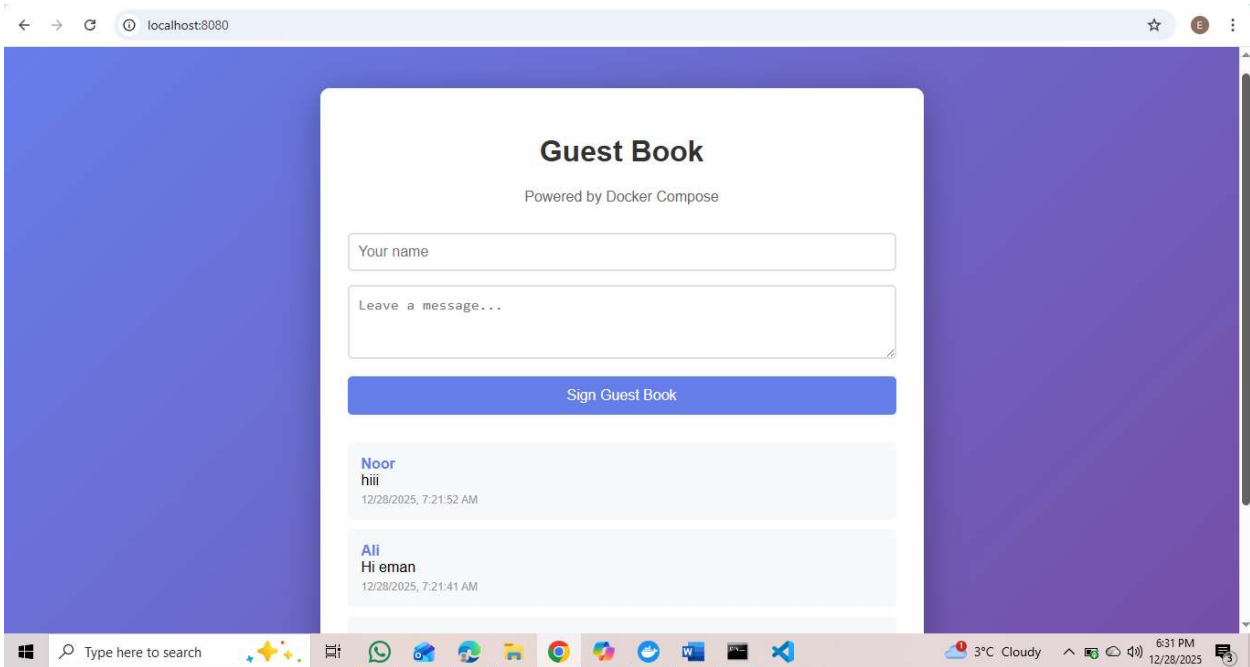 localhost:8080
E
Guest Book
Powered by Docker Compose
Your name
Leave a message...
Sign Guest Book
Noor
hiii
12/28/2025, 7:21:52 AM
Ali
Hi eman
12/28/2025, 7:21:41 AM
Type here to search
3°C Cloudy
6:31 PM
12/28/2025
3